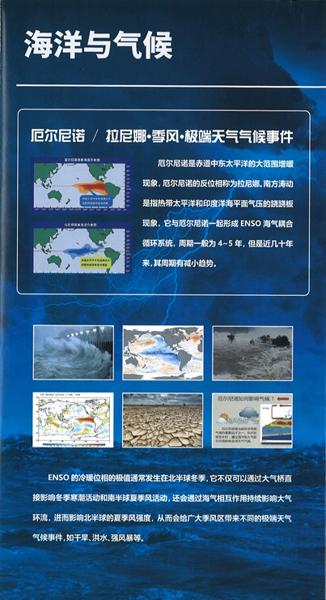 海洋与气候
厄尔尼诺 / 拉尼娜·季风·极端天气气候事件
厄尔尼诺是赤道中东太平洋的大范围增暖
现象，厄尔尼诺的反位相称为拉尼娜。南方涛动
是指热带太平洋和印度洋海平面气压的跷跷板
现象，它与厄尔尼诺一起形成 ENSO 海气耦合
循环系统，周期一般为 4~5 年，但是近几十年
来，其周期有减小趋势。
厄尔尼诺如何影响气候？
ENSO 的冷暖位相的极值通常发生在北半球冬季，它不仅可以通过大气桥直
接影响冬季寒潮活动和南半球夏季风活动，还会通过海气相互作用持续影响大气
环流，进而影响北半球的夏季风强度，从而会给广大季风区带来不同的极端天气
气候事件，如干旱、洪水、强风暴等。